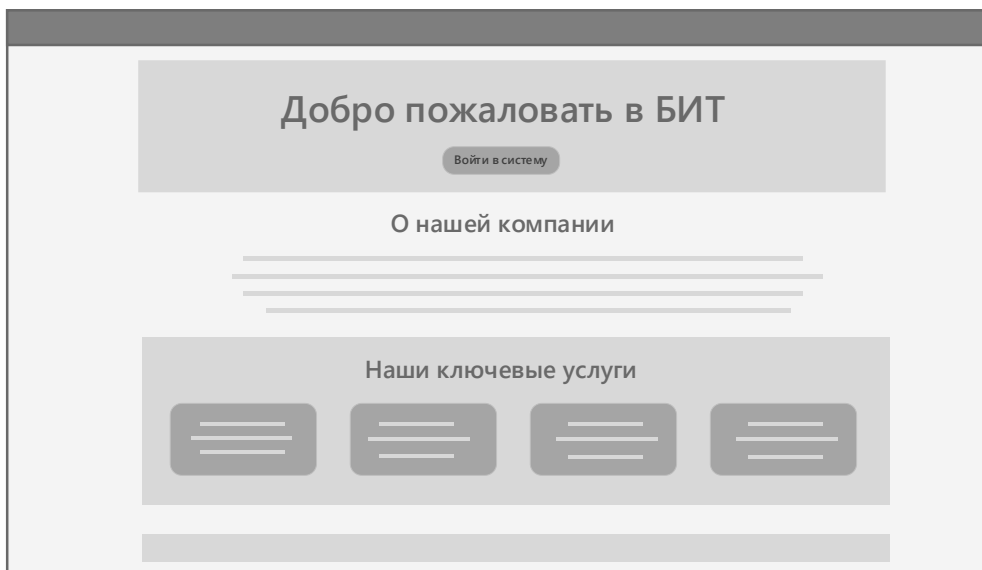 Добро пожаловать в БИТ
Войти в систему
О нашей компании
Наши ключевые услуги